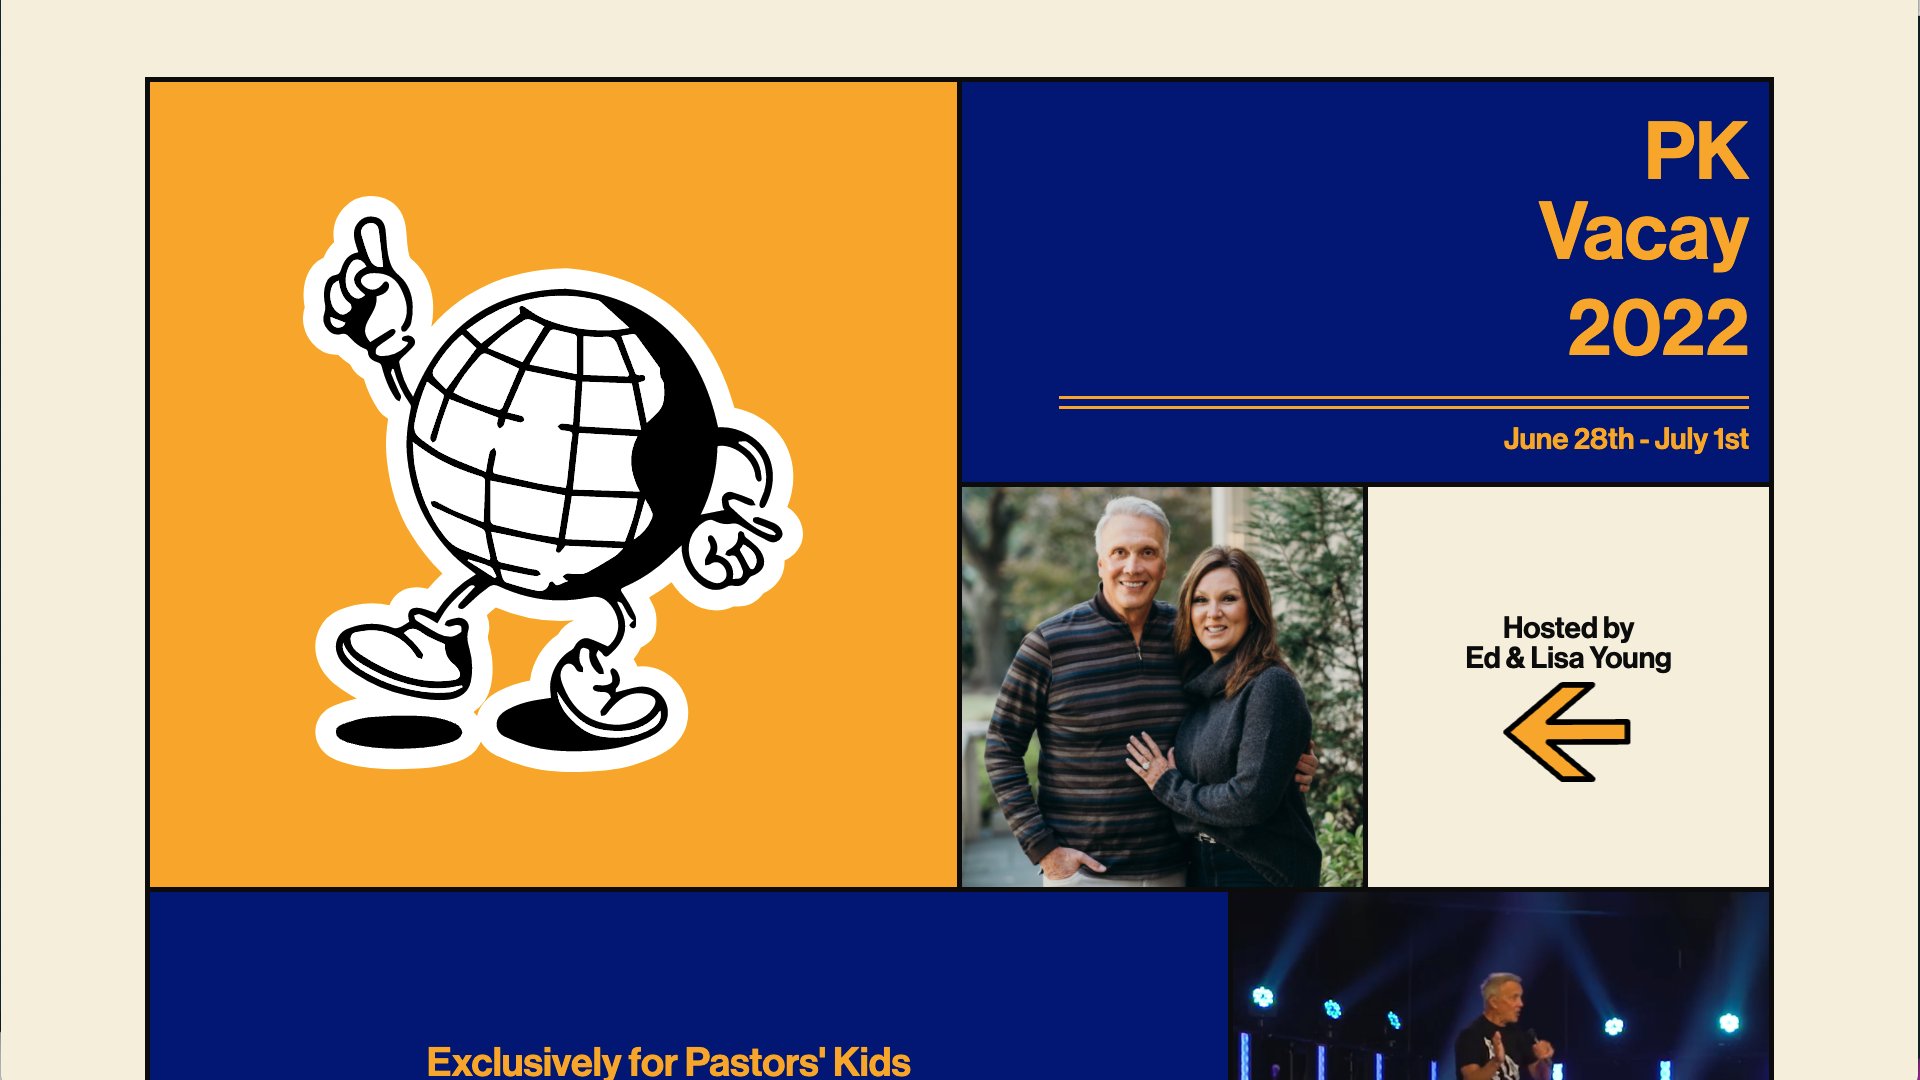 PK
Vacay
2022
June 28th - July 1st
Hosted by
Ed & Lisa Young
Exclusively for Pastors' Kids